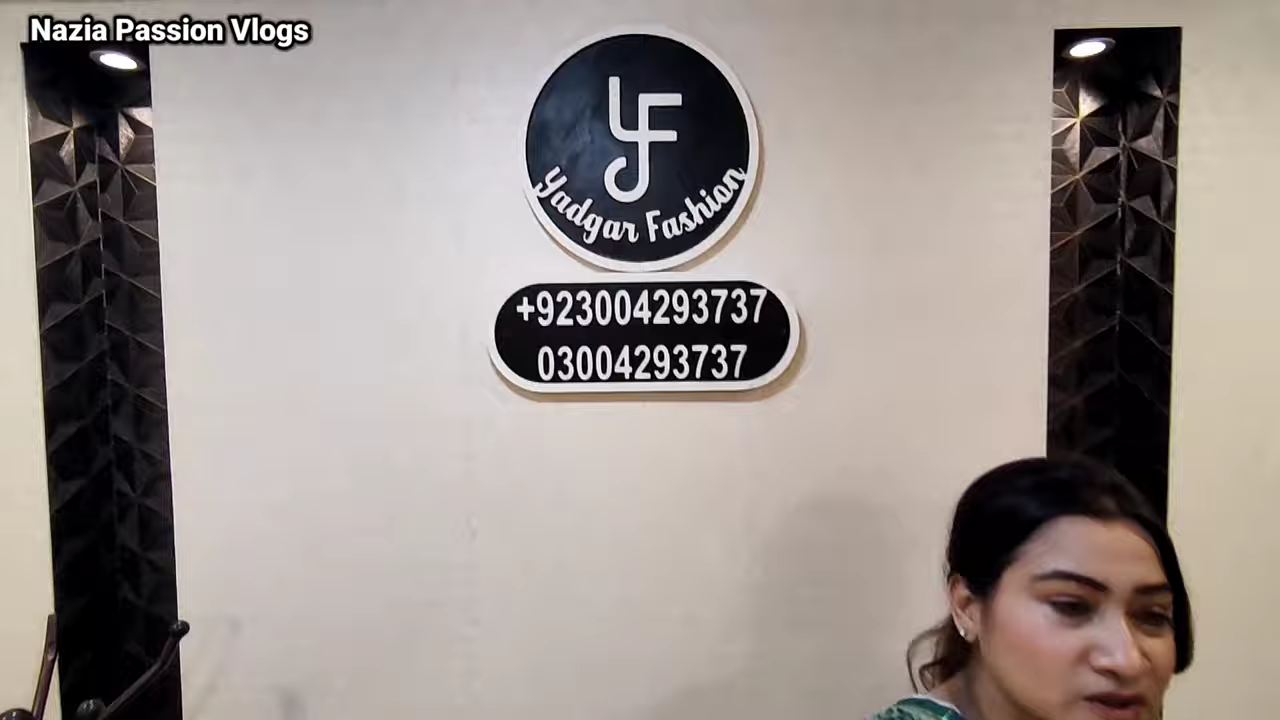 Nazia Passion Vlogs
YF
Yadgar Fashion
+923004293737
03004293737